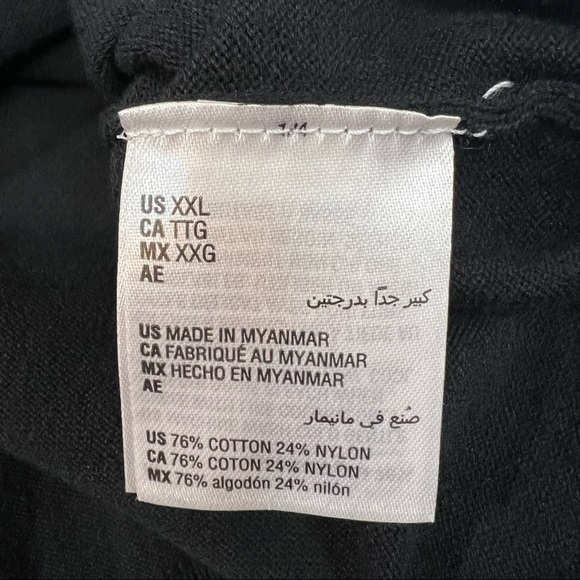 1/4
US XXL
CA TTG
MX XXG
AE
كبير جدًا بدرجتين
US MADE IN MYANMAR
CA FABRIQUÉ AU MYANMAR
MX HECHO EN MYANMAR
AE
صُنع في مانيمار
US 76% COTTON 24% NYLON
CA 76% COTON 24% NYLON
MX 76% algodón 24% nilón